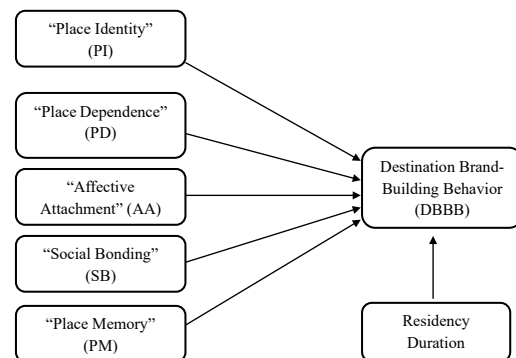 “Place Identity”
(PI)
“Place Dependence”
(PD)
“Affective
Attachment” (AA)
“Social Bonding”
(SB)
“Place Memory”
(PM)
Destination Brand-
Building Behavior
(DBBB)
Residency
Duration